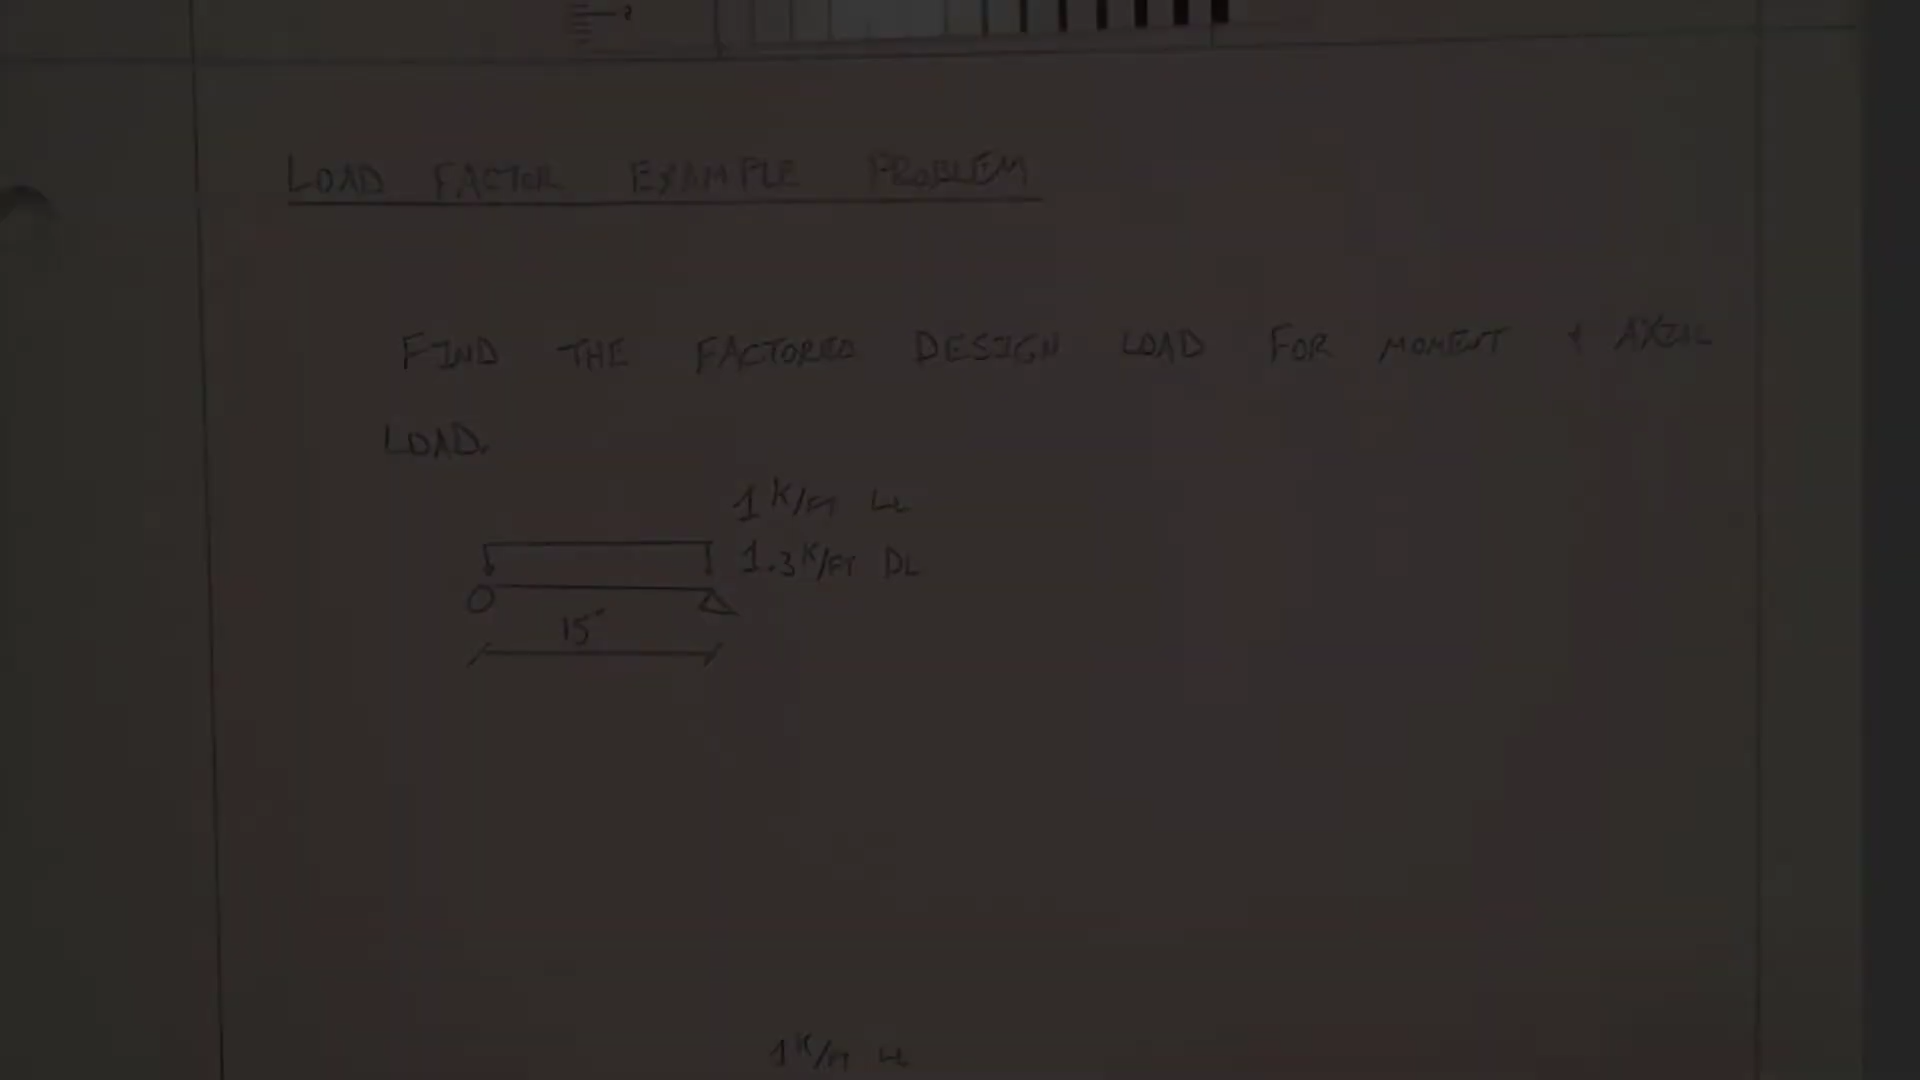 LOAD FACTOR EXAMPLE PROBLEM
FIND THE FACTORED DESIGN LOAD FOR MOMENT & AXIAL
LOAD.
1 K/FT LL
1.3 K/FT DL
15'
1 K/FT LL